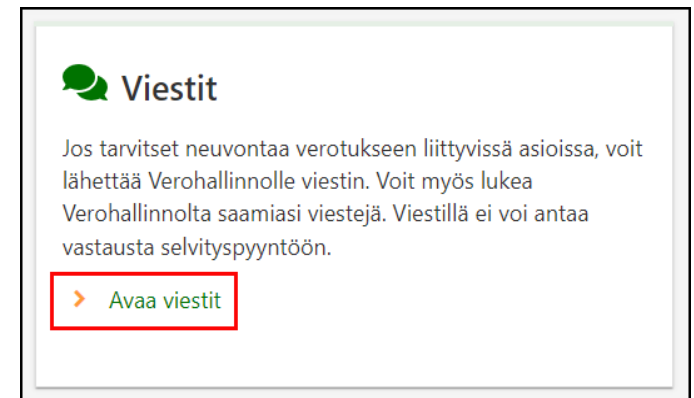 Viestit
Jos tarvitset neuvontaa verotukseen liittyvissä asioissa, voit
lähettää Verohallinnolle viestin. Voit myös lukea
Verohallinnolta saamiasi viestejä. Viestillä ei voi antaa
vastausta selvityspyyntöön.
Avaa viestit